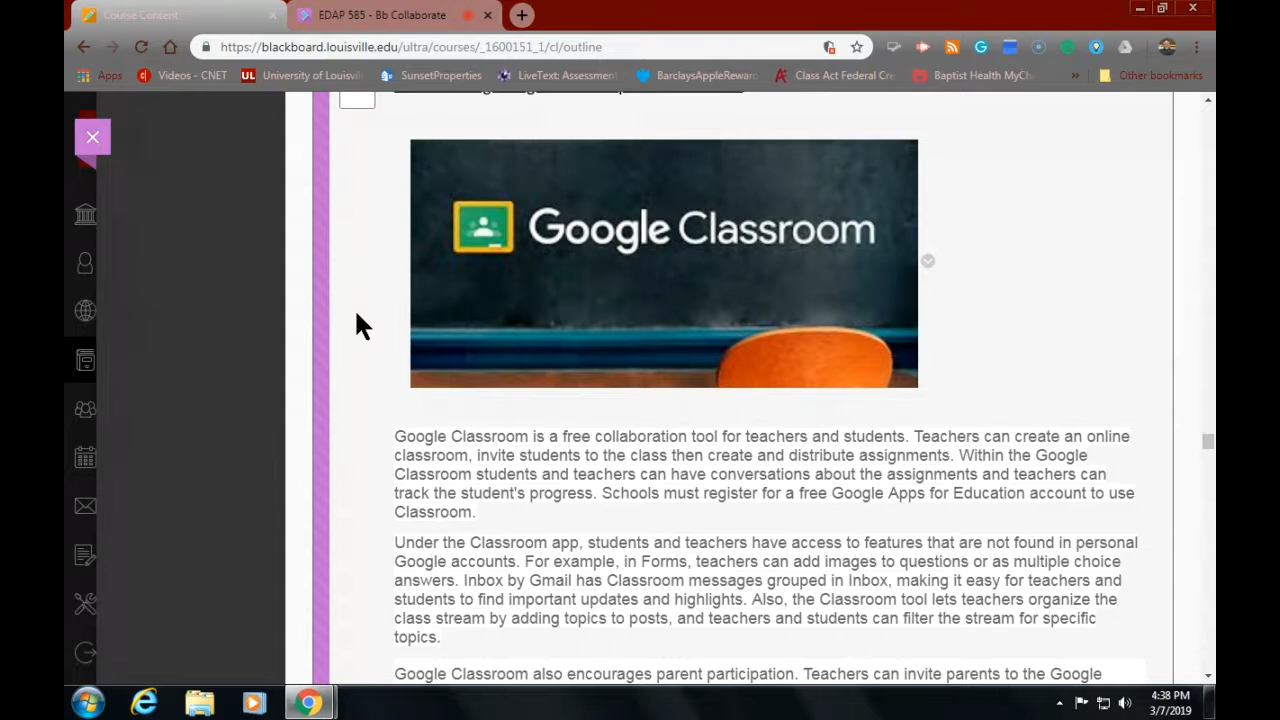 Course Content
EDAP 585 - Bb Collaborate
https://blackboard.louisville.edu/ultra/courses/_1600151_1/cl/outline
Apps
Videos - CNET
University of Louisvi
SunsetProperties
LiveText: Assessment
BarclaysAppleRewar
Class Act Federal Cre
Baptist Health MyCh
»
Other bookmarks
Google Classroom
Google Classroom is a free collaboration tool for teachers and students. Teachers can create an online
classroom, invite students to the class then create and distribute assignments. Within the Google
Classroom students and teachers can have conversations about the assignments and teachers can
track the student's progress. Schools must register for a free Google Apps for Education account to use
Classroom.
Under the Classroom app, students and teachers have access to features that are not found in personal
Google accounts. For example, in Forms, teachers can add images to questions or as multiple choice
answers. Inbox by Gmail has Classroom messages grouped in Inbox, making it easy for teachers and
students to find important updates and highlights. Also, the Classroom tool lets teachers organize the
class stream by adding topics to posts, and teachers and students can filter the stream for specific
topics.
Google Classroom also encourages parent participation. Teachers can invite parents to the Google
4:38 PM
3/7/2019